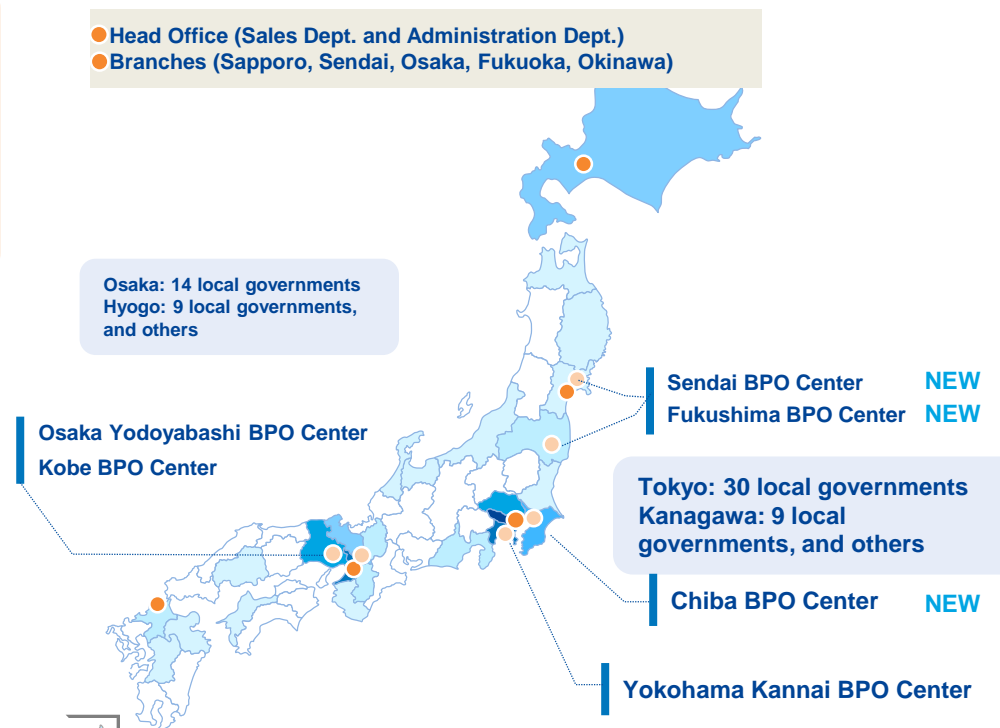 Head Office (Sales Dept. and Administration Dept.)
Branches (Sapporo, Sendai, Osaka, Fukuoka, Okinawa)
Osaka: 14 local governments
Hyogo: 9 local governments,
and others
Sendai BPO Center NEW
Fukushima BPO Center NEW
Osaka Yodoyabashi BPO Center
Kobe BPO Center
Tokyo: 30 local governments
Kanagawa: 9 local
governments, and others
Chiba BPO Center NEW
Yokohama Kannai BPO Center